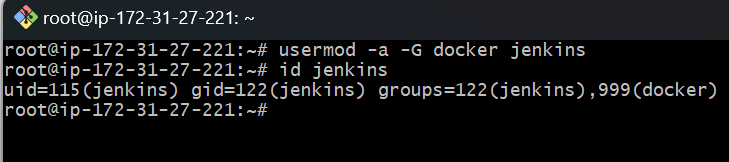 root@ip-172-31-27-221: ~
root@ip-172-31-27-221:~# usermod -a -G docker jenkins
root@ip-172-31-27-221:~# id jenkins
uid=115(jenkins) gid=122(jenkins) groups=122(jenkins),999(docker)
root@ip-172-31-27-221:~#